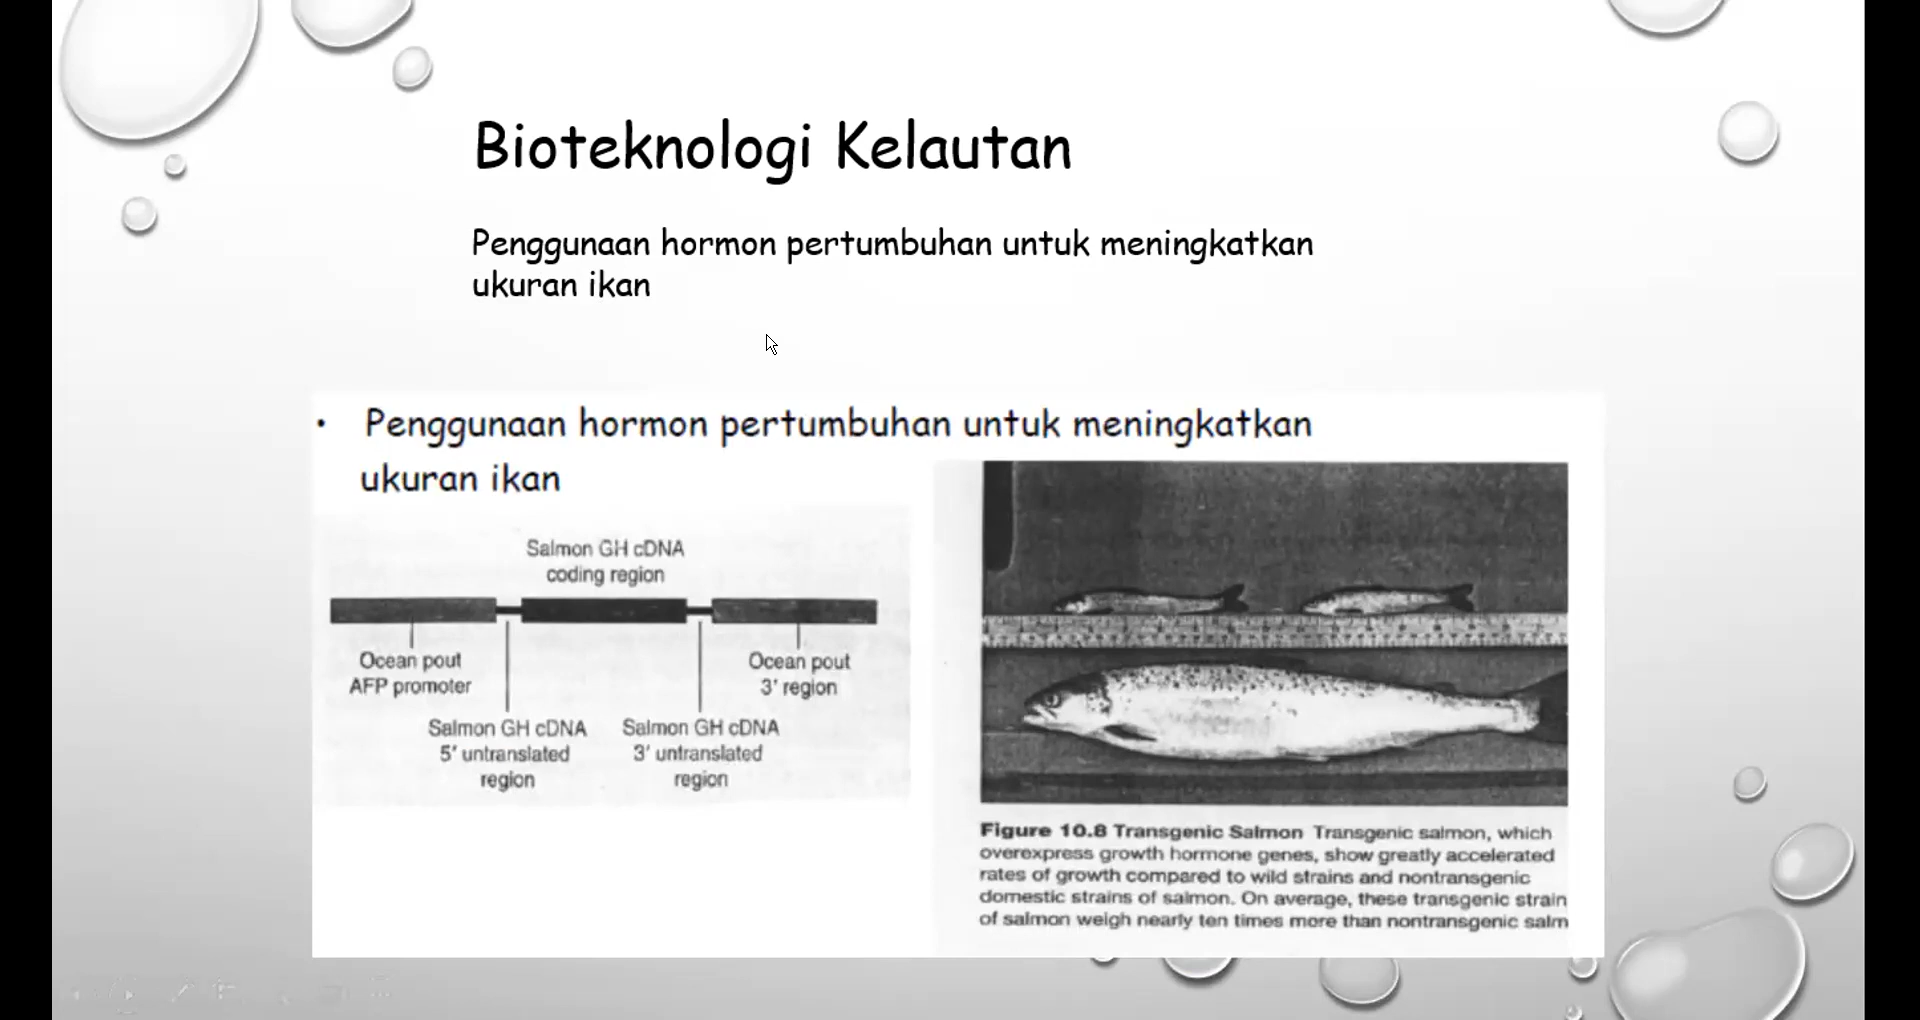 Bioteknologi Kelautan
Penggunaan hormon pertumbuhan untuk meningkatkan
ukuran ikan
• Penggunaan hormon pertumbuhan untuk meningkatkan
ukuran ikan
Salmon GH cDNA
coding region
Ocean pout
AFP promoter
Ocean pout
3' region
Salmon GH cDNA
5' untranslated
region
Salmon GH cDNA
3' untranslated
region
Figure 10.8 Transgenic Salmon Transgenic salmon, which
overexpress growth hormone genes, show greatly accelerated
rates of growth compared to wild strains and nontransgenic
domestic strains of salmon. On average, these transgenic strain
of salmon weigh nearly ten times more than nontransgenic salm